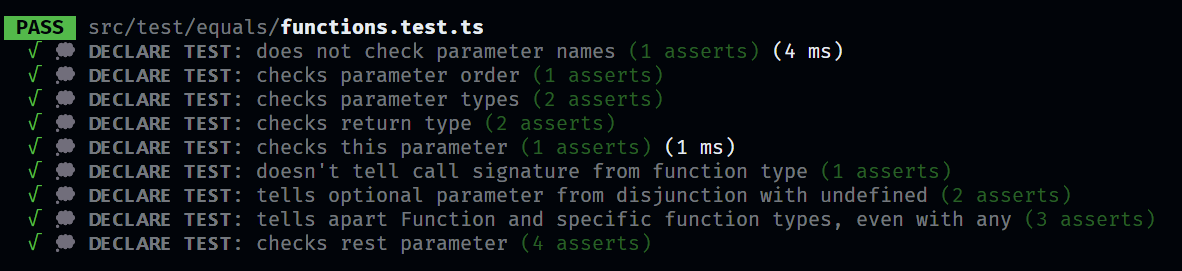 PASS src/test/equals/functions.test.ts
√ 💭 DECLARE TEST: does not check parameter names (1 asserts) (4 ms)
√ 💭 DECLARE TEST: checks parameter order (1 asserts)
√ 💭 DECLARE TEST: checks parameter types (2 asserts)
√ 💭 DECLARE TEST: checks return type (2 asserts)
√ 💭 DECLARE TEST: checks this parameter (1 asserts) (1 ms)
√ 💭 DECLARE TEST: doesn't tell call signature from function type (1 asserts)
√ 💭 DECLARE TEST: tells optional parameter from disjunction with undefined (2 asserts)
√ 💭 DECLARE TEST: tells apart Function and specific function types, even with any (3 asserts)
√ 💭 DECLARE TEST: checks rest parameter (4 asserts)